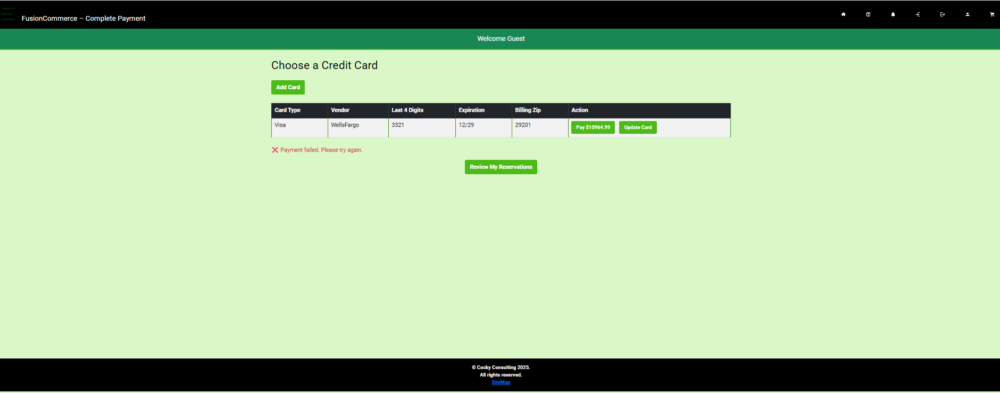 FusionCommerce – Complete Payment
Welcome Guest
Choose a Credit Card
Add Card
Card Type Vendor Last 4 Digits Expiration Billing Zip Action
Visa WellsFargo 3321 12/29 29201 Pay $10964.99 Update Card
❌ Payment failed. Please try again.
Review My Reservations
© Cocky Consulting 2025.
All rights reserved.
SiteMap